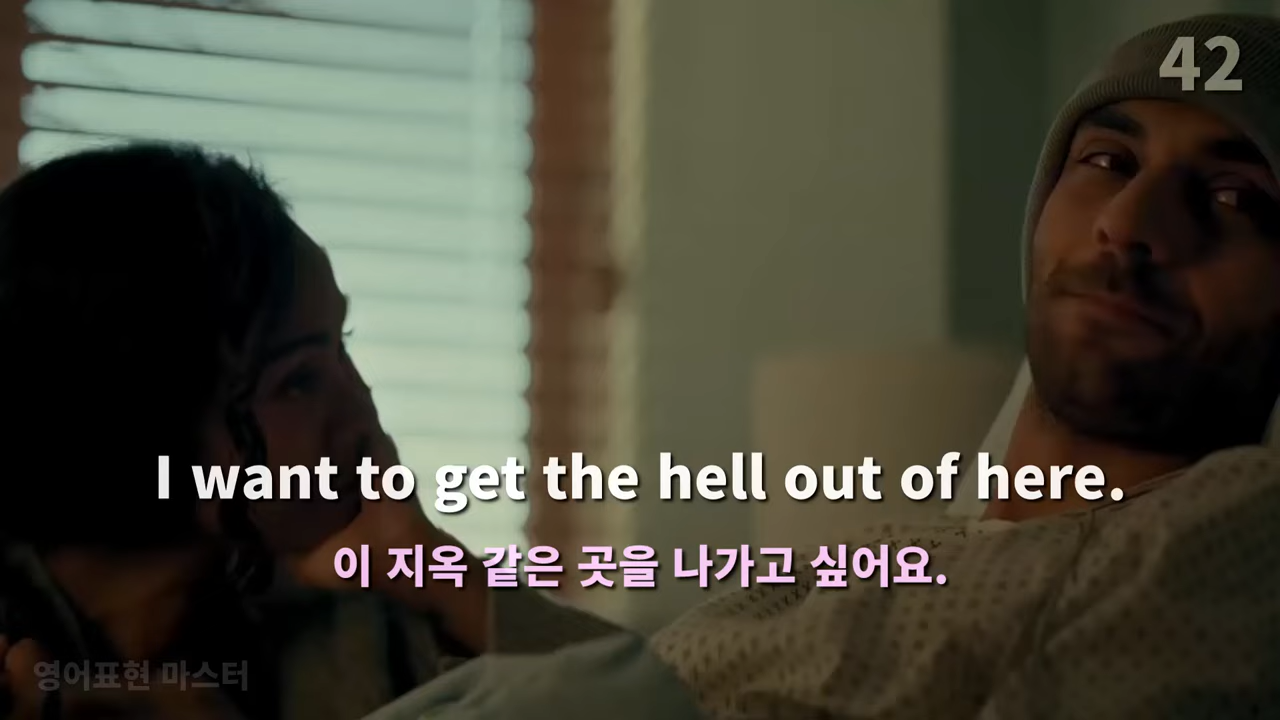 42
I want to get the hell out of here.
이 지옥 같은 곳을 나가고 싶어요.
영어표현 마스터